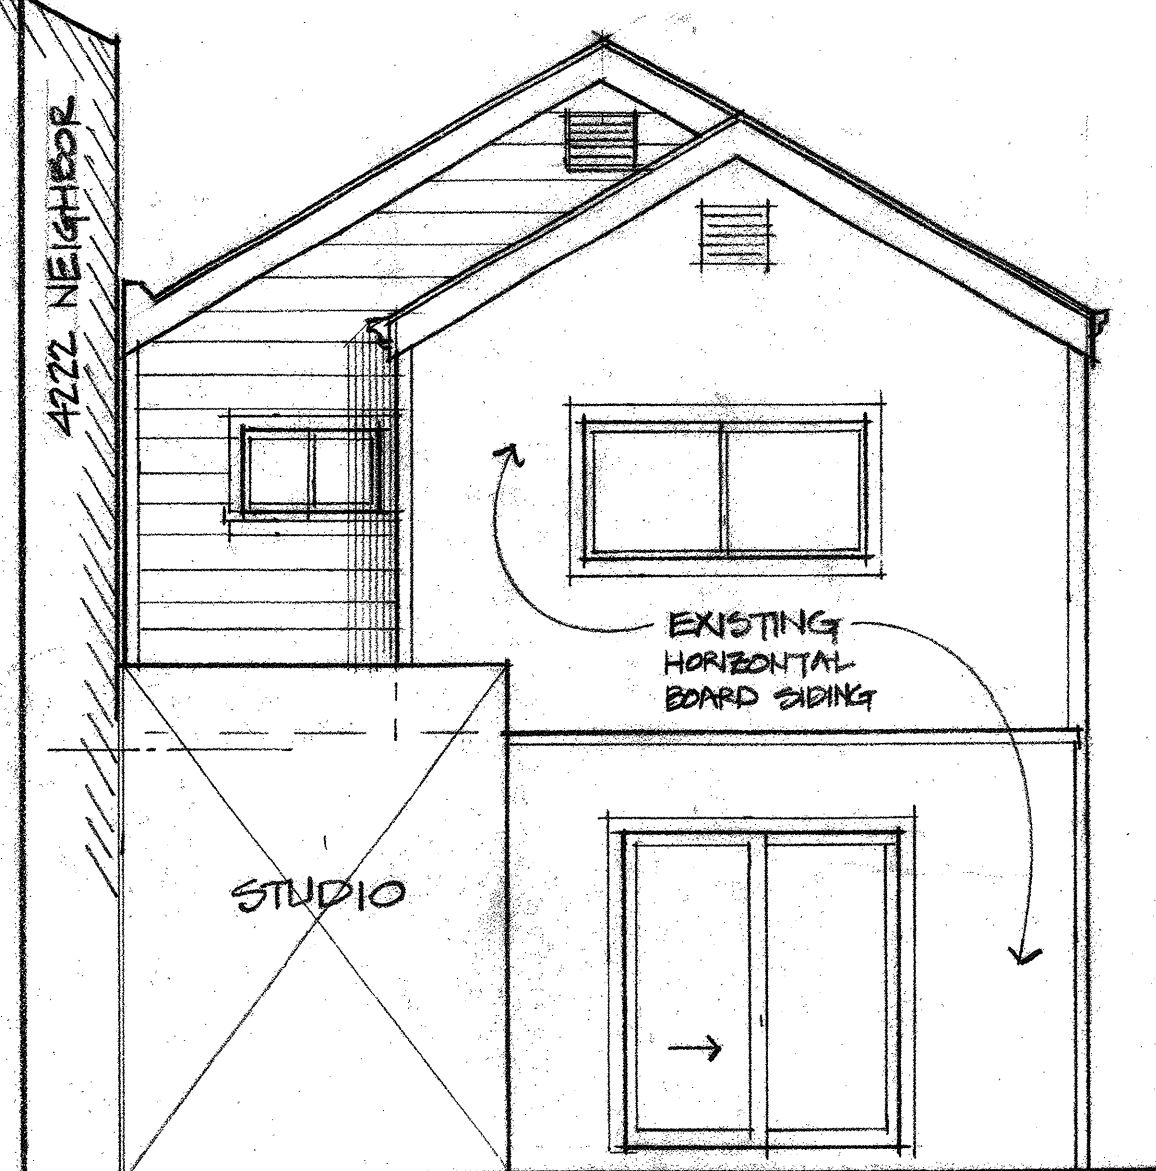 4222 NEIGHBOR
EXISTING
HORIZONTAL
BOARD SIDING
STUDIO